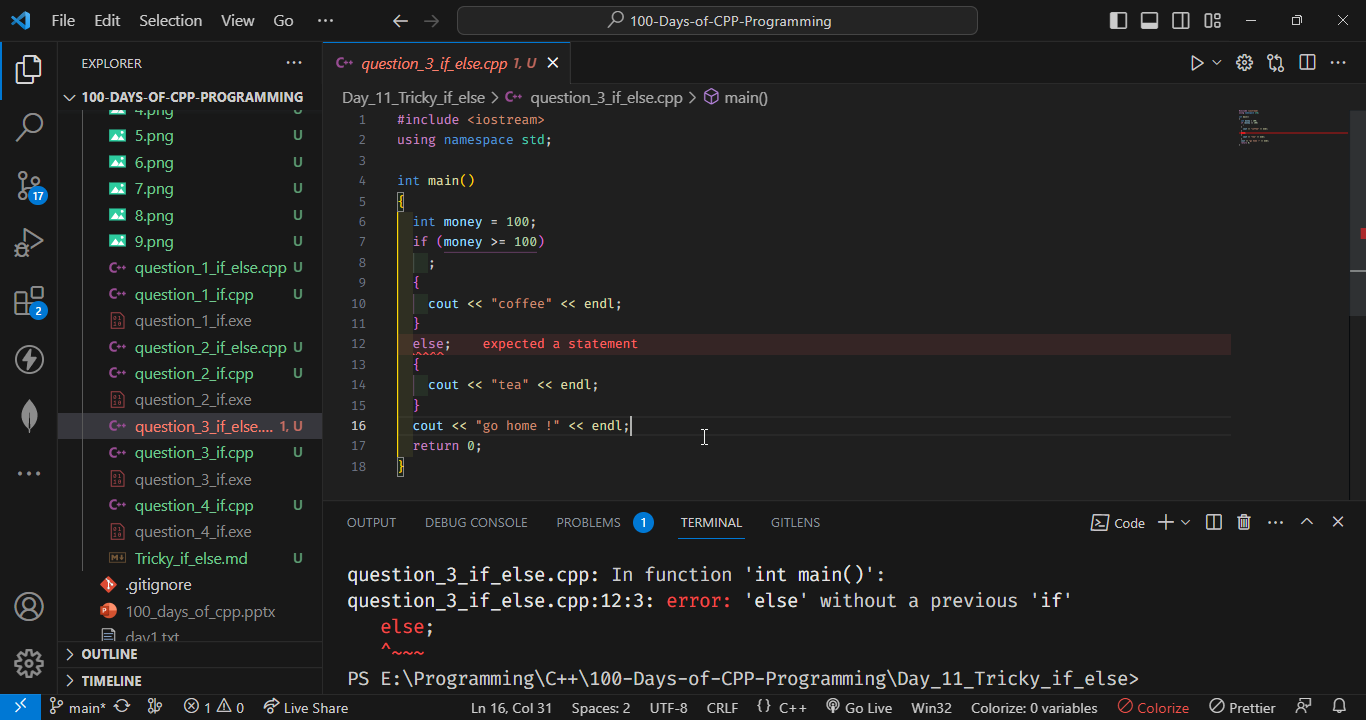 File Edit Selection View Go ···
100-Days-of-CPP-Programming
EXPLORER ···
100-DAYS-OF-CPP-PROGRAMMING
4.png U
5.png U
6.png U
7.png U
8.png U
9.png U
question_1_if_else.cpp U
question_1_if.cpp U
question_1_if.exe
question_2_if_else.cpp U
question_2_if.cpp U
question_2_if.exe
question_3_if_else.... 1, U
question_3_if.cpp U
question_3_if.exe
question_4_if.cpp U
question_4_if.exe
Tricky_if_else.md U
.gitignore
100_days_of_cpp.pptx
day1.txt
OUTLINE
TIMELINE
17
2
question_3_if_else.cpp 1, U
Day_11_Tricky_if_else > question_3_if_else.cpp > main()
1 #include <iostream>
2 using namespace std;
3
4 int main()
5 {
6 int money = 100;
7 if (money >= 100)
8 ;
9 {
10 cout << "coffee" << endl;
11 }
12 else; expected a statement
13 {
14 cout << "tea" << endl;
15 }
16 cout << "go home !" << endl;
17 return 0;
18 }
OUTPUT DEBUG CONSOLE PROBLEMS 1 TERMINAL GITLENS
Code
question_3_if_else.cpp: In function 'int main()':
question_3_if_else.cpp:12:3: error: 'else' without a previous 'if'
else;
^~~~
PS E:\Programming\C++\100-Days-of-CPP-Programming\Day_11_Tricky_if_else>
main* 1 0 Live Share Ln 16, Col 31 Spaces: 2 UTF-8 CRLF {} C++ Go Live Win32 Colorize: 0 variables Colorize Prettier